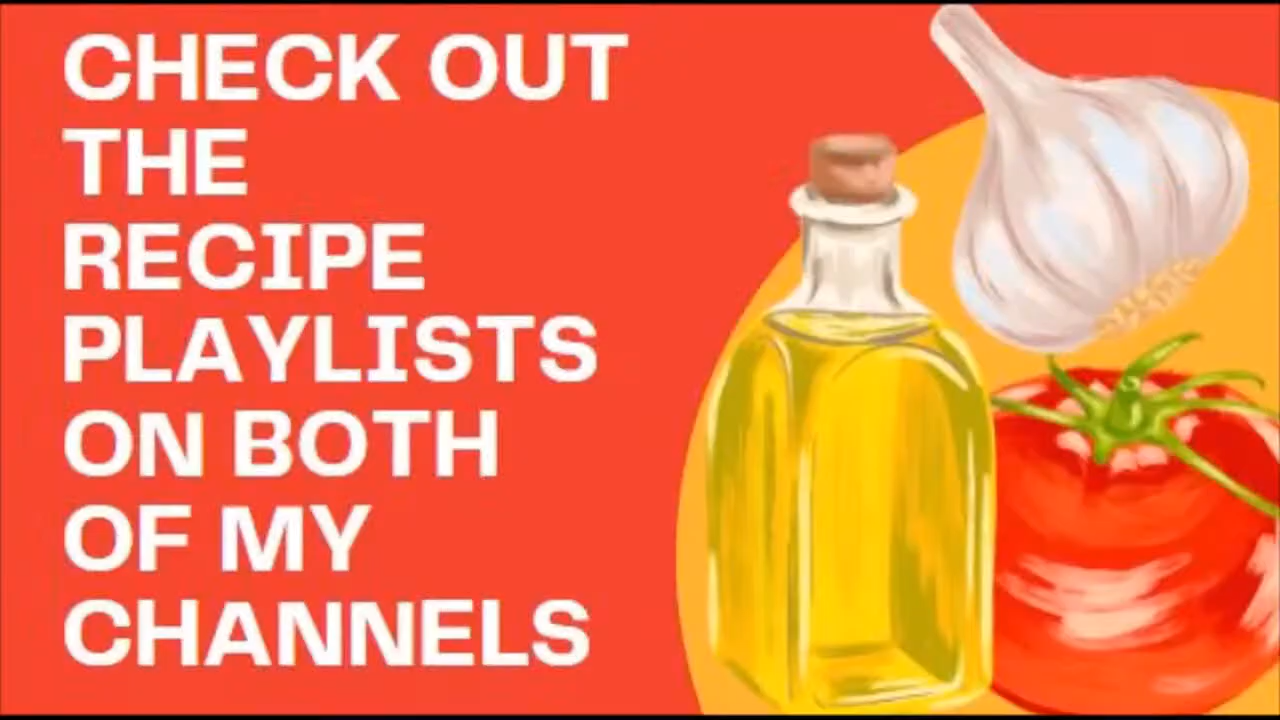 CHECK OUT
THE
RECIPE
PLAYLISTS
ON BOTH
OF MY
CHANNELS